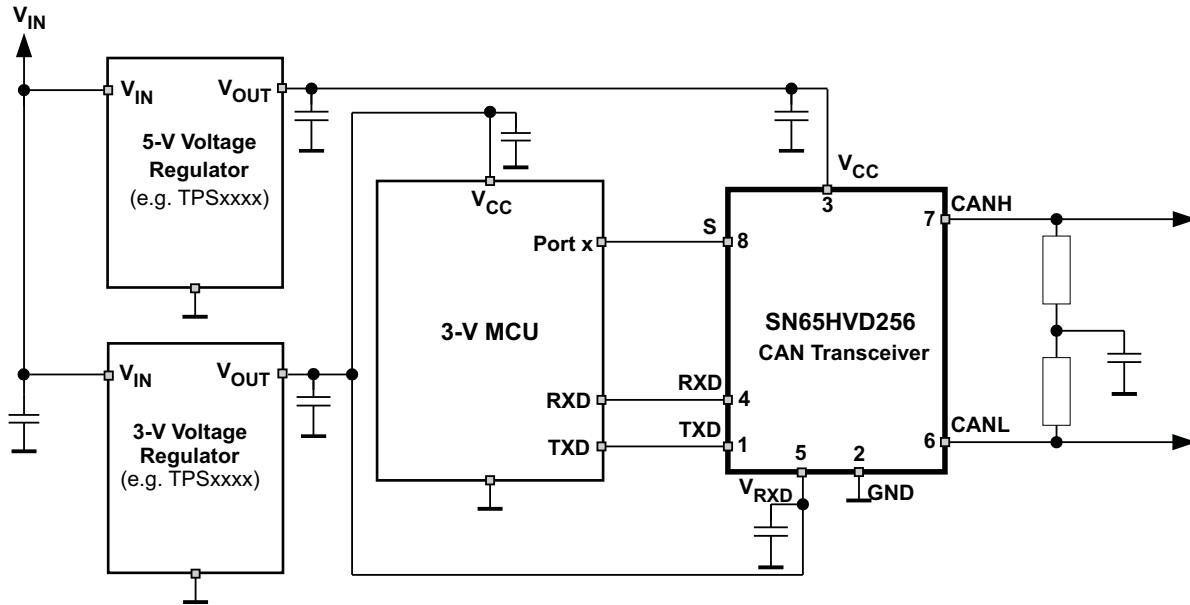 VIN
VIN
VOUT
5-V Voltage
Regulator
(e.g. TPSxxxx)
VIN
VOUT
3-V Voltage
Regulator
(e.g. TPSxxxx)
VCC
Port x
3-V MCU
RXD
TXD
S
RXD
TXD
VCC
3
8
4
1
5
2
7
6
SN65HVD256
CAN Transceiver
VRXD
GND
CANH
CANL